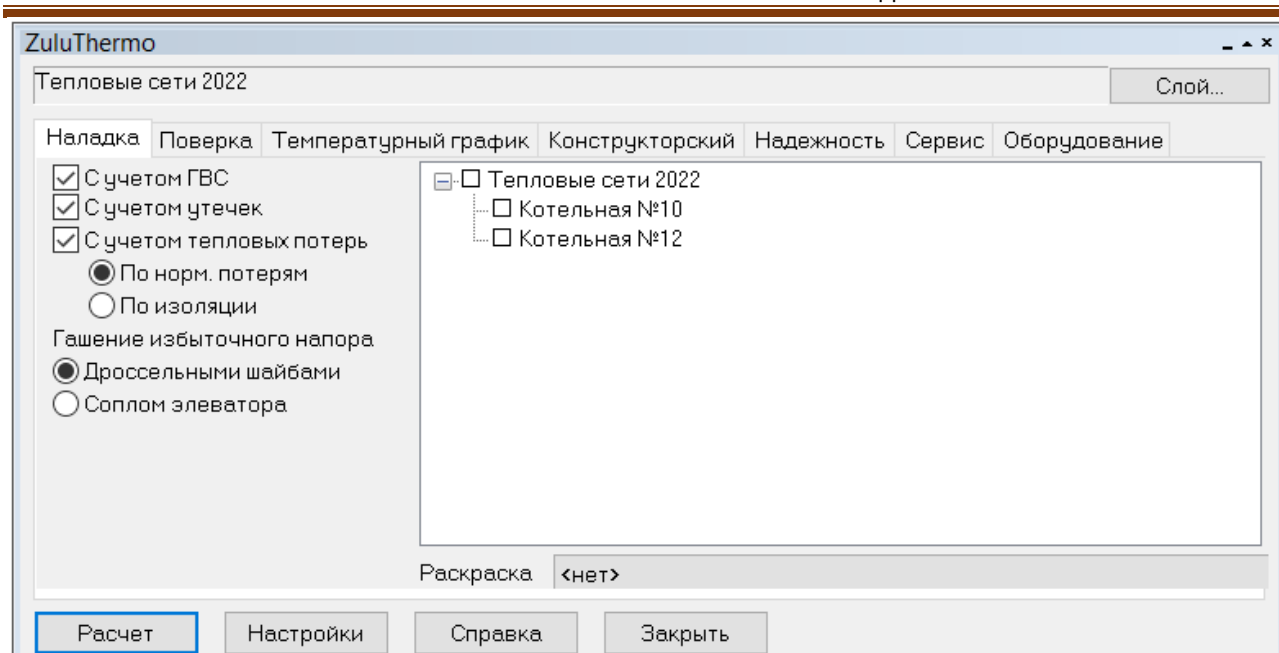 ZuluThermo
Тепловые сети 2022
Слой...
Наладка Поверка Температурный график Конструкторский Надежность Сервис Оборудование
С учетом ГВС
С учетом утечек
С учетом тепловых потерь
По норм. потерям
По изоляции
Гашение избыточного напора
Дроссельными шайбами
Соплом элеватора
Тепловые сети 2022
Котельная №10
Котельная №12
Раскраска <нет>
Расчет Настройки Справка Закрыть